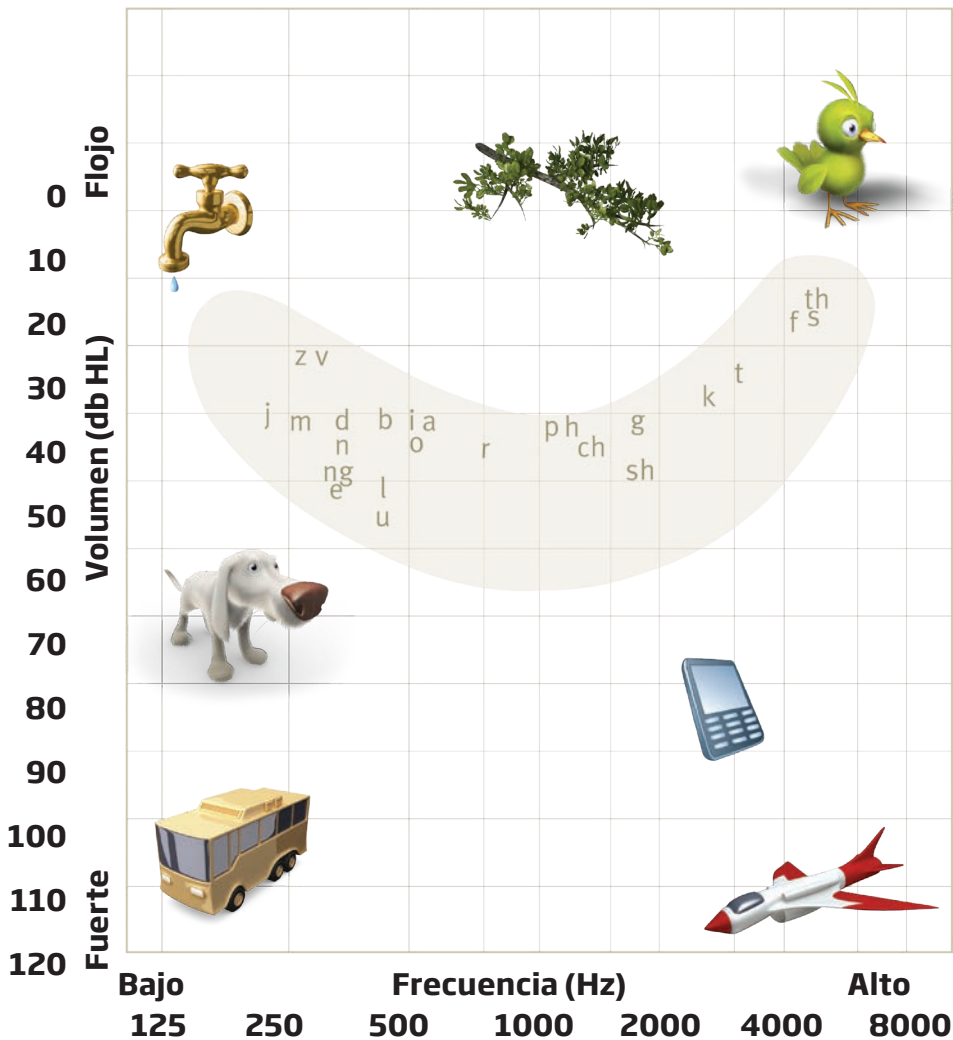 Flojo
0
10
20
30
40
50
60
70
80
90
100
110
120
Volumen (db HL)
Fuerte
th
f s
z v
t
k
j m d b i a
p h g
n o r ch
ng sh
e l
u
Bajo Frecuencia (Hz) Alto
125 250 500 1000 2000 4000 8000